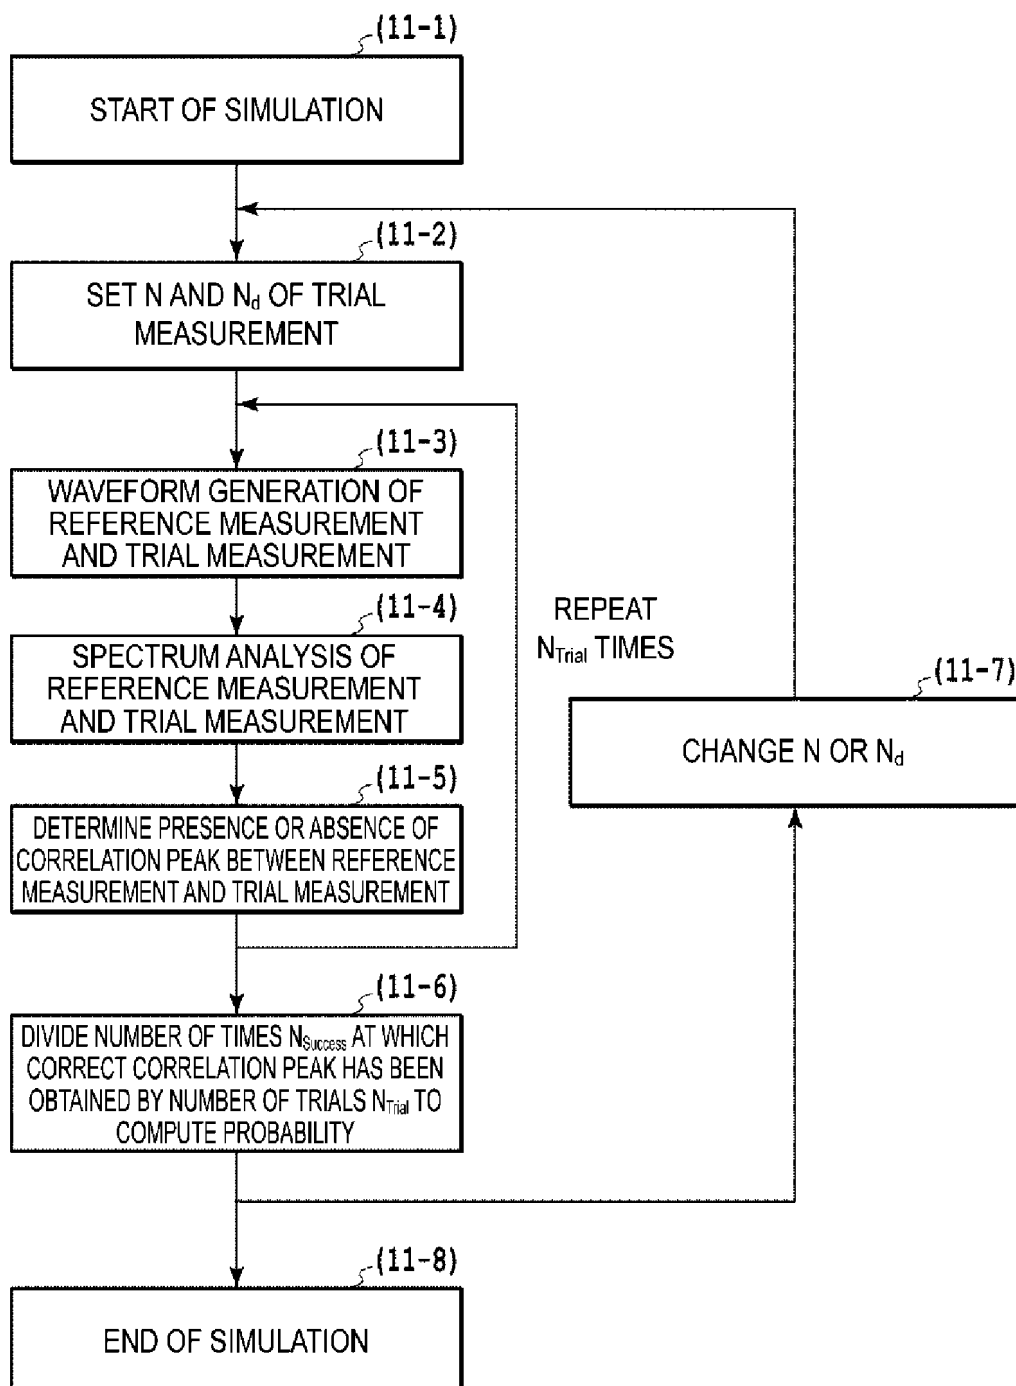 (11-1)
START OF SIMULATION
(11-2)
SET N AND Nd OF TRIAL
MEASUREMENT
(11-3)
WAVEFORM GENERATION OF
REFERENCE MEASUREMENT
AND TRIAL MEASUREMENT
(11-4)
SPECTRUM ANALYSIS OF
REFERENCE MEASUREMENT
AND TRIAL MEASUREMENT
(11-5)
DETERMINE PRESENCE OR ABSENCE OF
CORRELATION PEAK BETWEEN REFERENCE
MEASUREMENT AND TRIAL MEASUREMENT
REPEAT
NTrial TIMES
(11-6)
DIVIDE NUMBER OF TIMES NSuccess AT WHICH
CORRECT CORRELATION PEAK HAS BEEN
OBTAINED BY NUMBER OF TRIALS NTrial TO
COMPUTE PROBABILITY
(11-7)
CHANGE N OR Nd
(11-8)
END OF SIMULATION